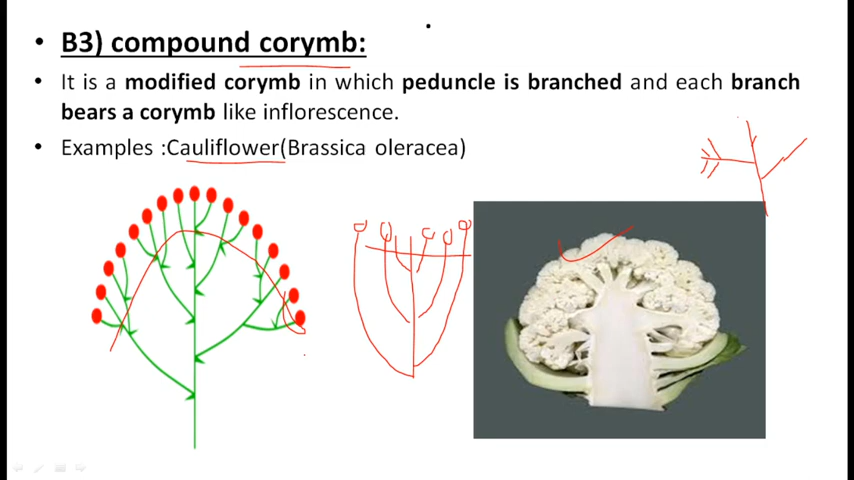 B3) compound corymb:
It is a modified corymb in which peduncle is branched and each branch
bears a corymb like inflorescence.
Examples :Cauliflower(Brassica oleracea)